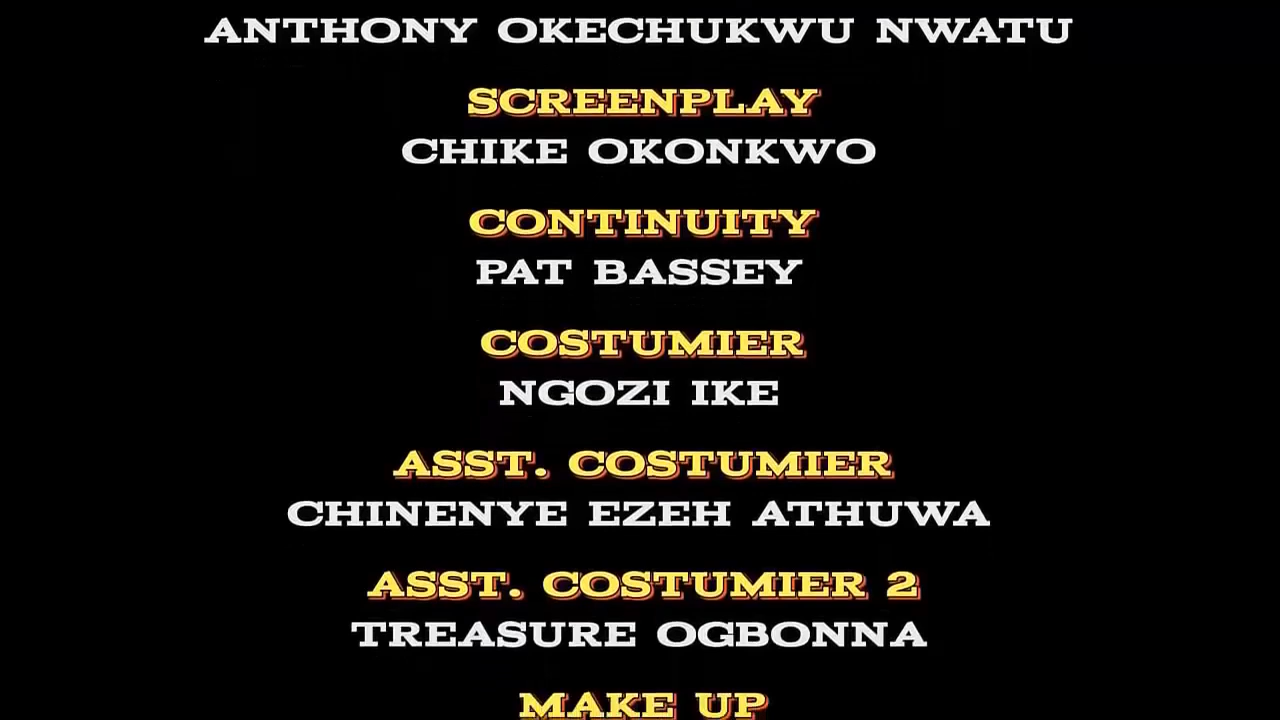 ANTHONY OKECHUKWU NWATU
SCREENPLAY
CHIKE OKONKWO
CONTINUITY
PAT BASSEY
COSTUMIER
NGOZI IKE
ASST. COSTUMIER
CHINENYE EZEH ATHUWA
ASST. COSTUMIER 2
TREASURE OGBONNA
MAKE UP